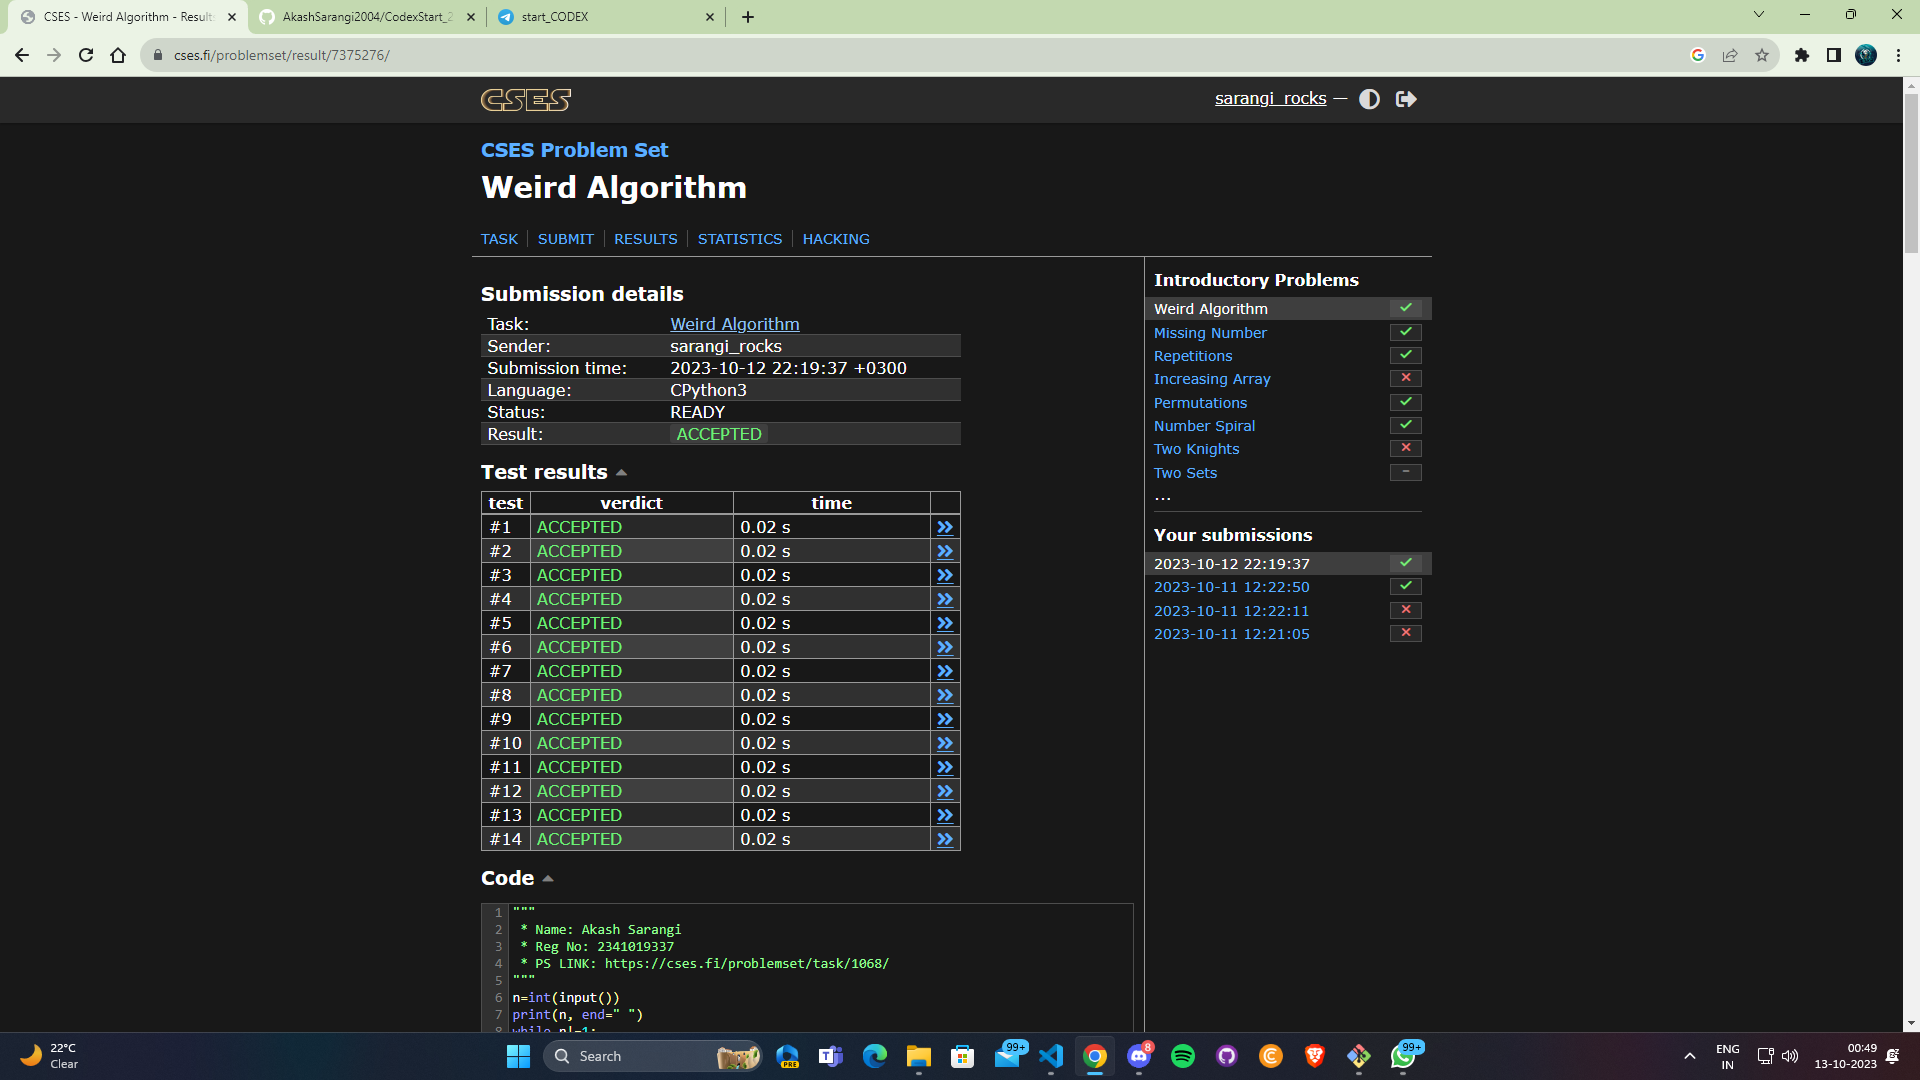 CSES - Weird Algorithm - Results
AkashSarangi2004/CodexStart_2
start_CODEX
cses.fi/problemset/result/7375276/
CSES
sarangi_rocks —
CSES Problem Set
Weird Algorithm
TASK | SUBMIT | RESULTS | STATISTICS | HACKING
Submission details
Task: Weird Algorithm
Sender: sarangi_rocks
Submission time: 2023-10-12 22:19:37 +0300
Language: CPython3
Status: READY
Result: ACCEPTED
Test results
test verdict time
#1 ACCEPTED 0.02 s »
#2 ACCEPTED 0.02 s »
#3 ACCEPTED 0.02 s »
#4 ACCEPTED 0.02 s »
#5 ACCEPTED 0.02 s »
#6 ACCEPTED 0.02 s »
#7 ACCEPTED 0.02 s »
#8 ACCEPTED 0.02 s »
#9 ACCEPTED 0.02 s »
#10 ACCEPTED 0.02 s »
#11 ACCEPTED 0.02 s »
#12 ACCEPTED 0.02 s »
#13 ACCEPTED 0.02 s »
#14 ACCEPTED 0.02 s »
Code
1 """
2 * Name: Akash Sarangi
3 * Reg No: 2341019337
4 * PS LINK: https://cses.fi/problemset/task/1068/
5 """
6 n=int(input())
7 print(n, end=" ")
8 while n!=1:
Introductory Problems
Weird Algorithm
Missing Number
Repetitions
Increasing Array
Permutations
Number Spiral
Two Knights
Two Sets
...
Your submissions
2023-10-12 22:19:37
2023-10-11 12:22:50
2023-10-11 12:22:11
2023-10-11 12:21:05
22°C
Clear
Search
PRE
99+
8
99+
ENG
IN
00:49
13-10-2023